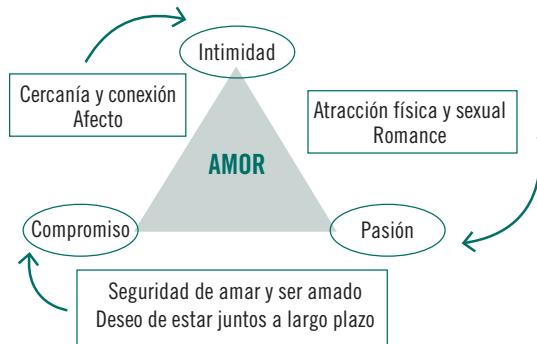 Intimidad
Cercanía y conexión
Afecto
Atracción física y sexual
Romance
AMOR
Compromiso
Pasión
Seguridad de amar y ser amado
Deseo de estar juntos a largo plazo